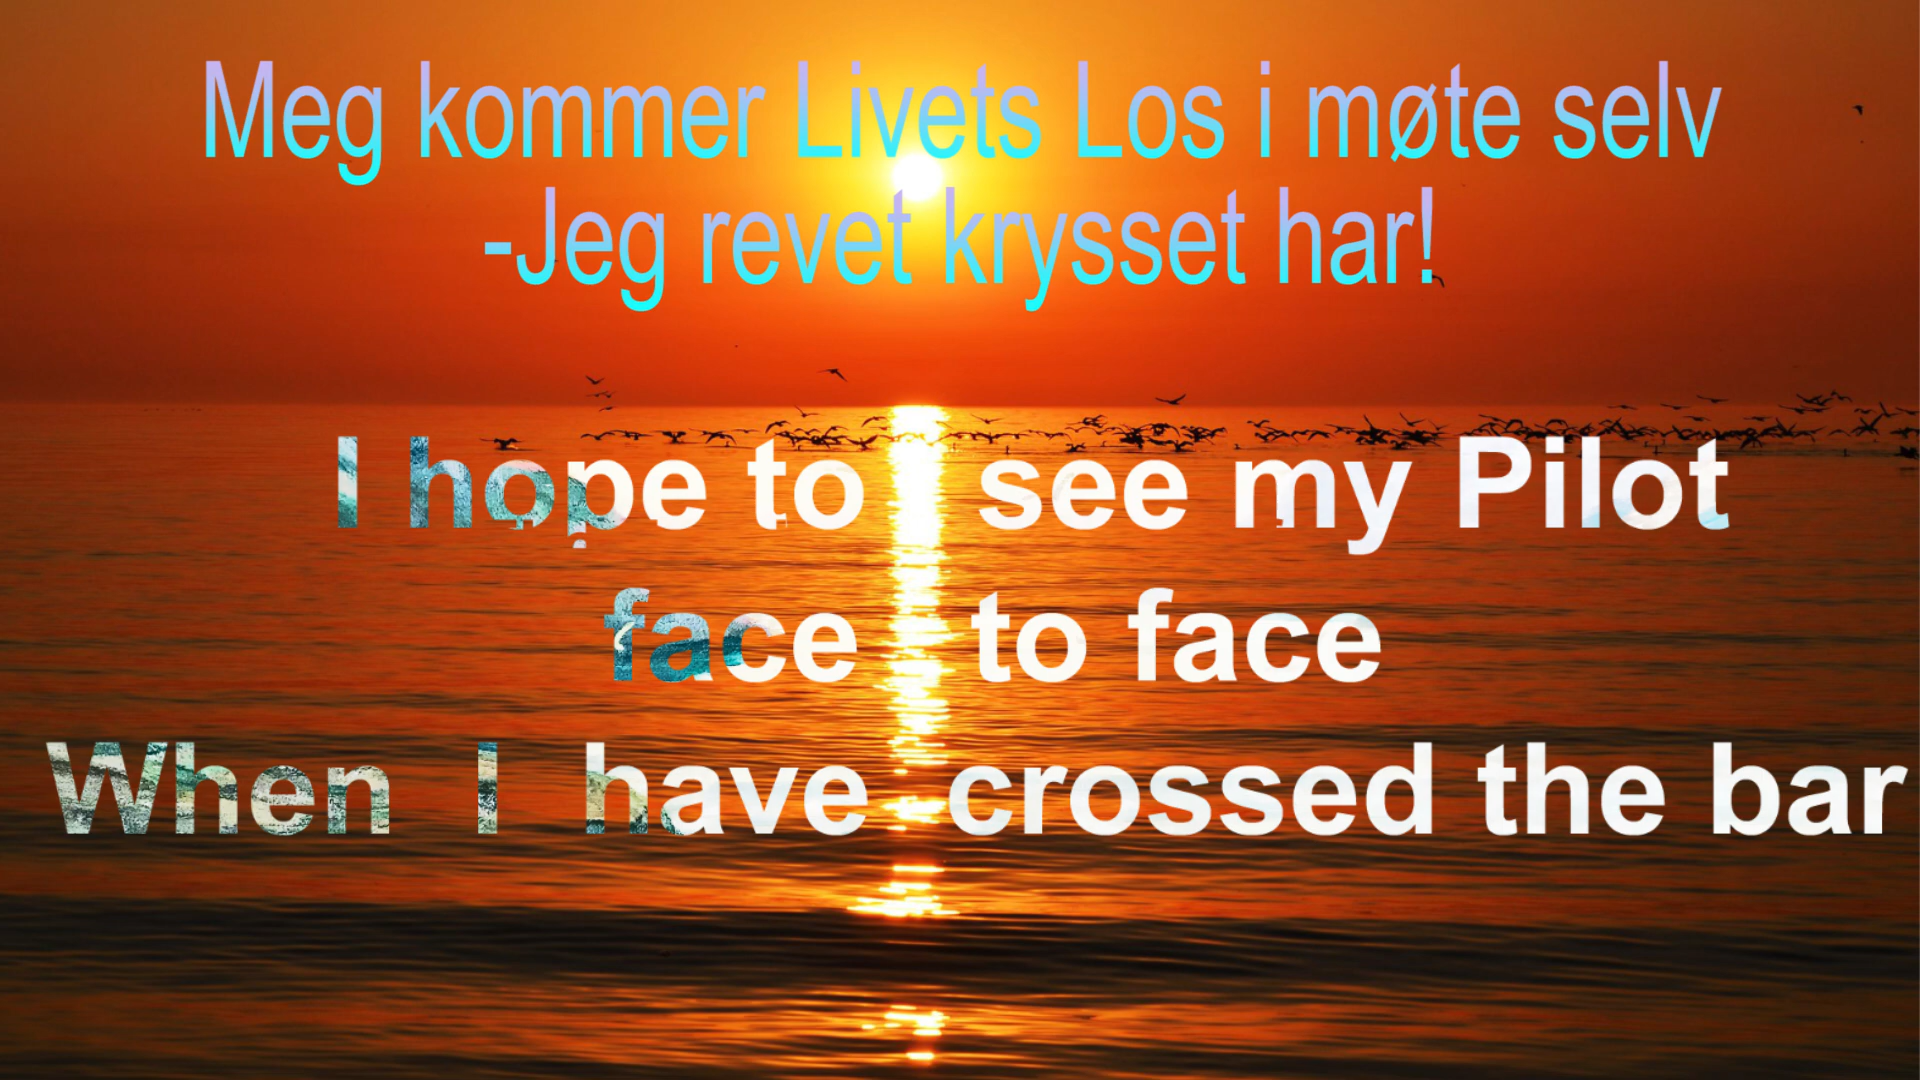 Meg kommer Livets Los i møte selv
-Jeg revet krysset har!
I hope to see my Pilot
face to face
When I have crossed the bar